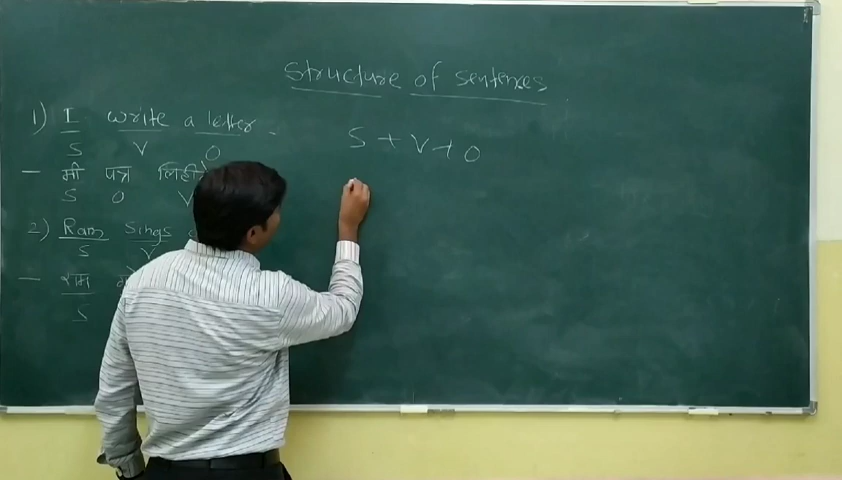 Structure of sentences
1) I write a letter.
S V O
– मी पत्र लिहितो
S O V
2) Ram sings
S V
– राम
S
S + V + O